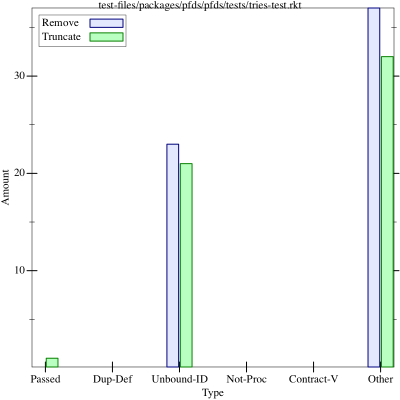 test-files/packages/pfds/pfds/tests/tries-test.rkt
Remove
Truncate
30
20
10
Amount
Passed Dup-Def Unbound-ID Not-Proc Contract-V Other
Type